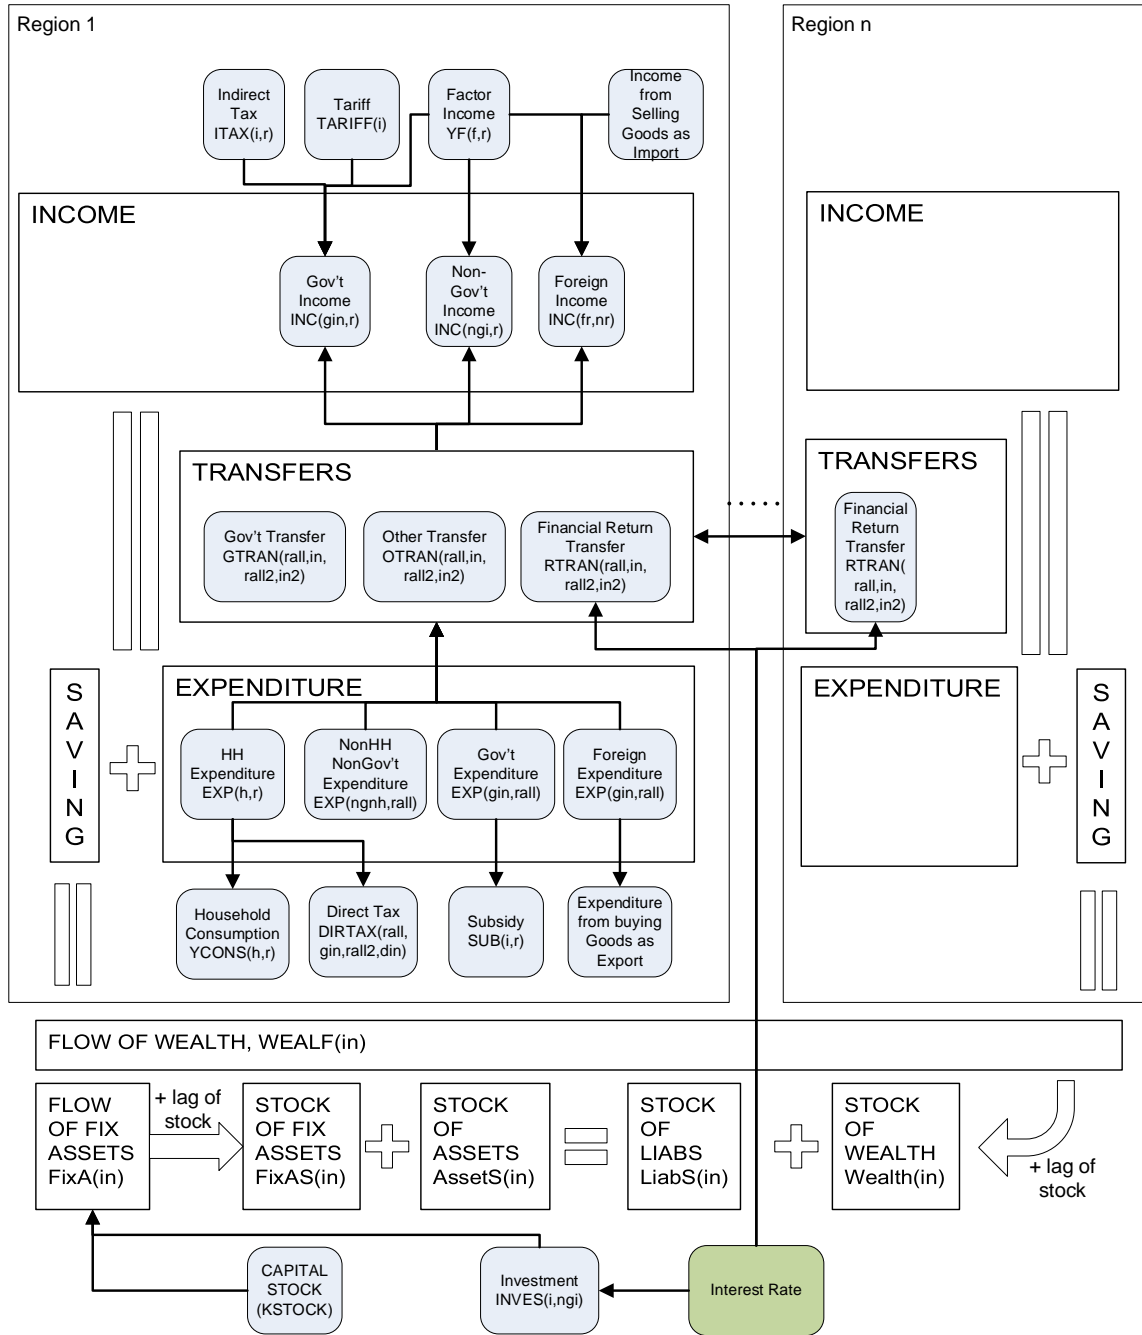 Region 1
Region n
Indirect
Tax
ITAX(i,r)
Tariff
TARIFF(i)
Factor
Income
YF(f,r)
Income
from
Selling
Goods as
Import
INCOME
INCOME
Gov't
Income
INC(gin,r)
Non-
Gov't
Income
INC(ngi,r)
Foreign
Income
INC(fr,nr)
TRANSFERS
TRANSFERS
Gov't Transfer
GTRAN(rall,in,
rall2,in2)
Other Transfer
OTRAN(rall,in,
rall2,in2)
Financial Return
Transfer
RTRAN(rall,in,
rall2,in2)
Financial
Return
Transfer
RTRAN(
rall,in,
rall2,in2)
SAVING
EXPENDITURE
EXPENDITURE
SAVING
HH
Expenditure
EXP(h,r)
NonHH
NonGov't
Expenditure
EXP(ngnh,rall)
Gov't
Expenditure
EXP(gin,rall)
Foreign
Expenditure
EXP(gin,rall)
Household
Consumption
YCONS(h,r)
Direct Tax
DIRTAX(rall,
gin,rall2,din)
Subsidy
SUB(i,r)
Expenditure
from buying
Goods as
Export
FLOW OF WEALTH, WEALF(in)
FLOW
OF FIX
ASSETS
FixA(in)
+ lag of
stock
STOCK
OF FIX
ASSETS
FixAS(in)
STOCK
OF
ASSETS
AssetS(in)
STOCK
OF
LIABS
LiabS(in)
STOCK
OF
WEALTH
Wealth(in)
+ lag of
stock
CAPITAL
STOCK
(KSTOCK)
Investment
INVES(i,ngi)
Interest Rate